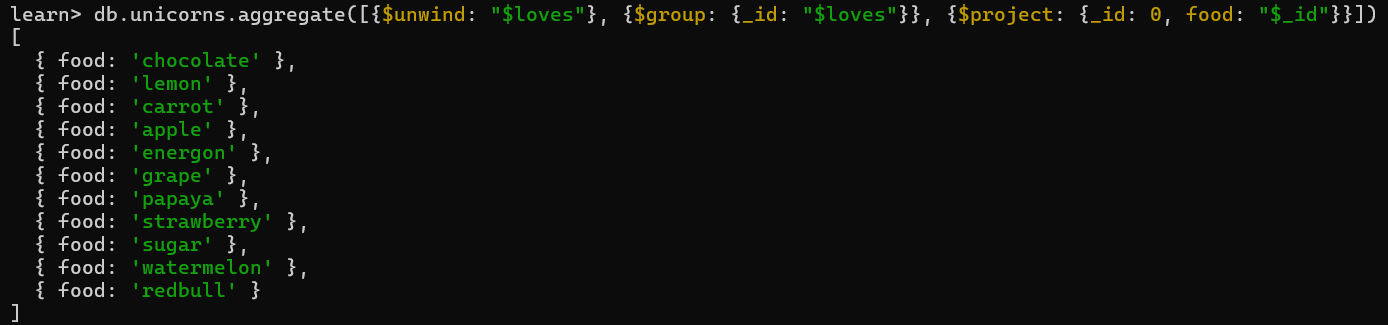 learn> db.unicorns.aggregate([{$unwind: "$loves"}, {$group: {_id: "$loves"}}, {$project: {_id: 0, food: "$_id"}}])
[
  { food: 'chocolate' },
  { food: 'lemon' },
  { food: 'carrot' },
  { food: 'apple' },
  { food: 'energon' },
  { food: 'grape' },
  { food: 'papaya' },
  { food: 'strawberry' },
  { food: 'sugar' },
  { food: 'watermelon' },
  { food: 'redbull' }
]